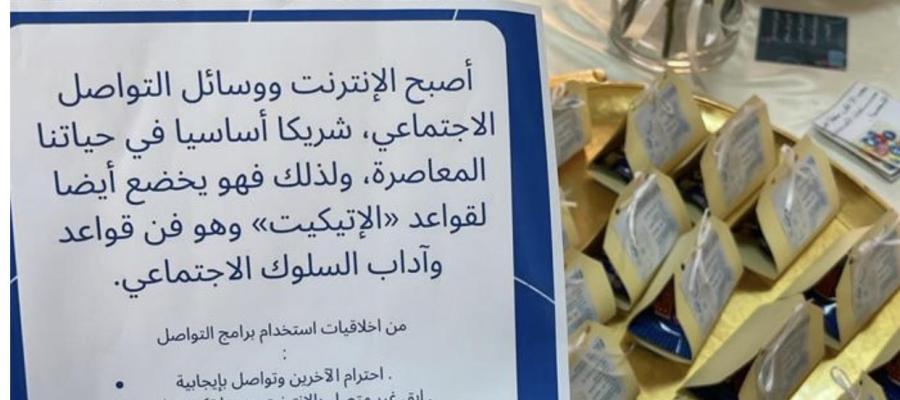 أصبح الإنترنت ووسائل التواصل
الاجتماعي، شريكا أساسيا في حياتنا
المعاصرة، ولذلك فهو يخضع أيضا
لقواعد «الإتيكيت» وهو فن قواعد
وآداب السلوك الاجتماعي.
من اخلاقيات استخدام برامج التواصل
:
• . احترام الآخرين وتواصل بإيجابية